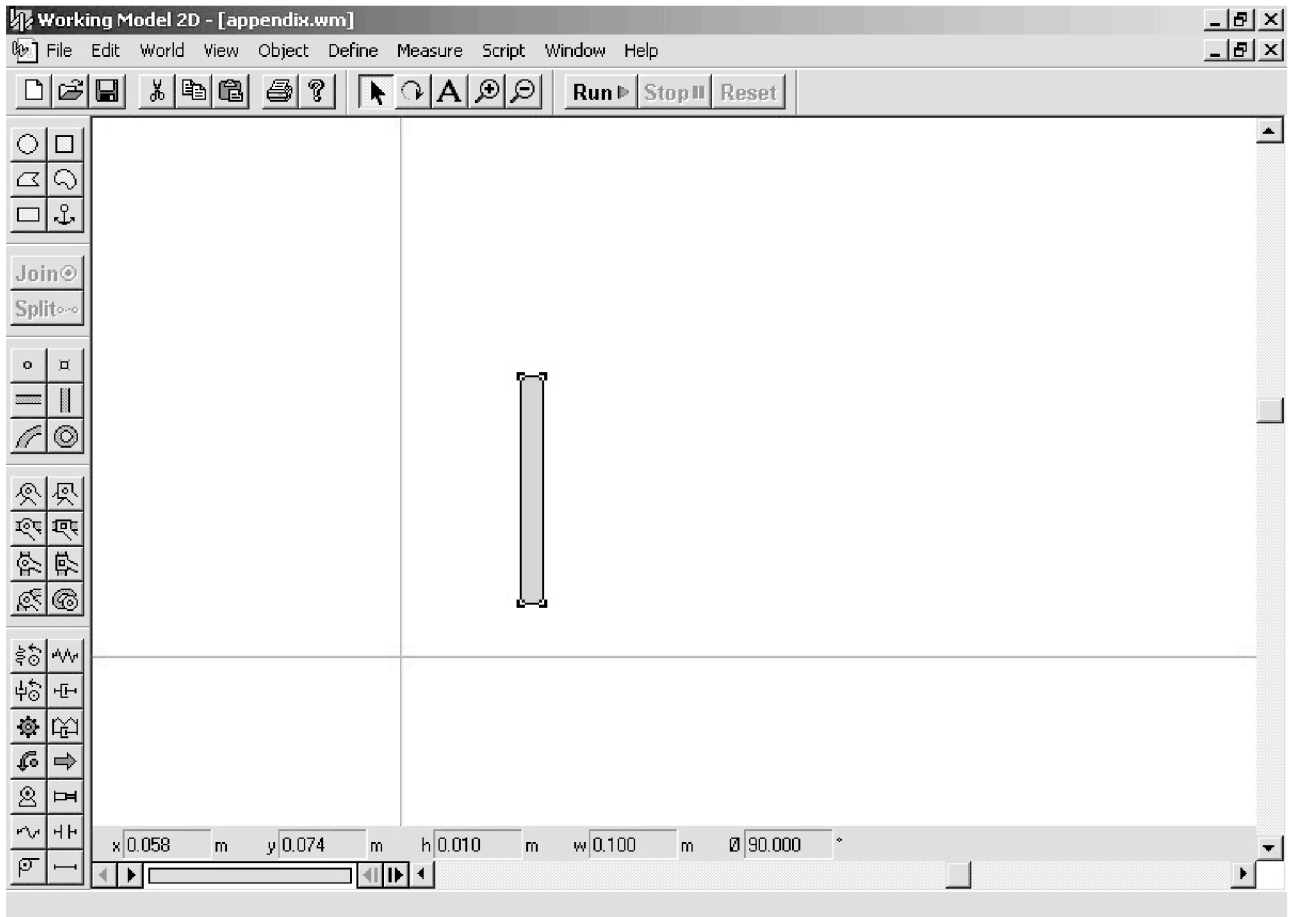 Working Model 2D - [appendix.wm]
File Edit World View Object Define Measure Script Window Help
A Run Stop Reset
Join
Split
x 0.058 m y 0.074 m h 0.010 m w 0.100 m Ø 90.000 °